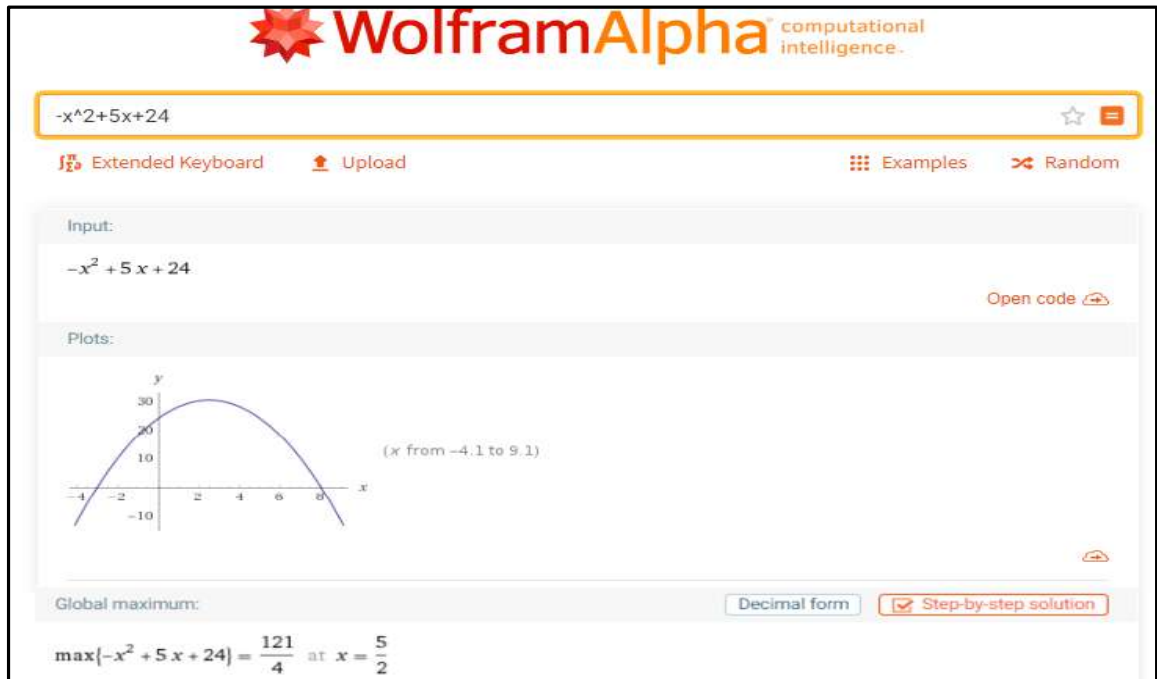 WolframAlpha computational intelligence.
-x^2+5x+24
Extended Keyboard Upload Examples Random
Input:
−x² + 5 x + 24
Open code
Plots:
y
30
20
10
(x from −4.1 to 9.1)
−4 −2 2 4 6 8 x
−10
Global maximum: Decimal form Step-by-step solution
max{−x² + 5 x + 24} = 121/4 at x = 5/2